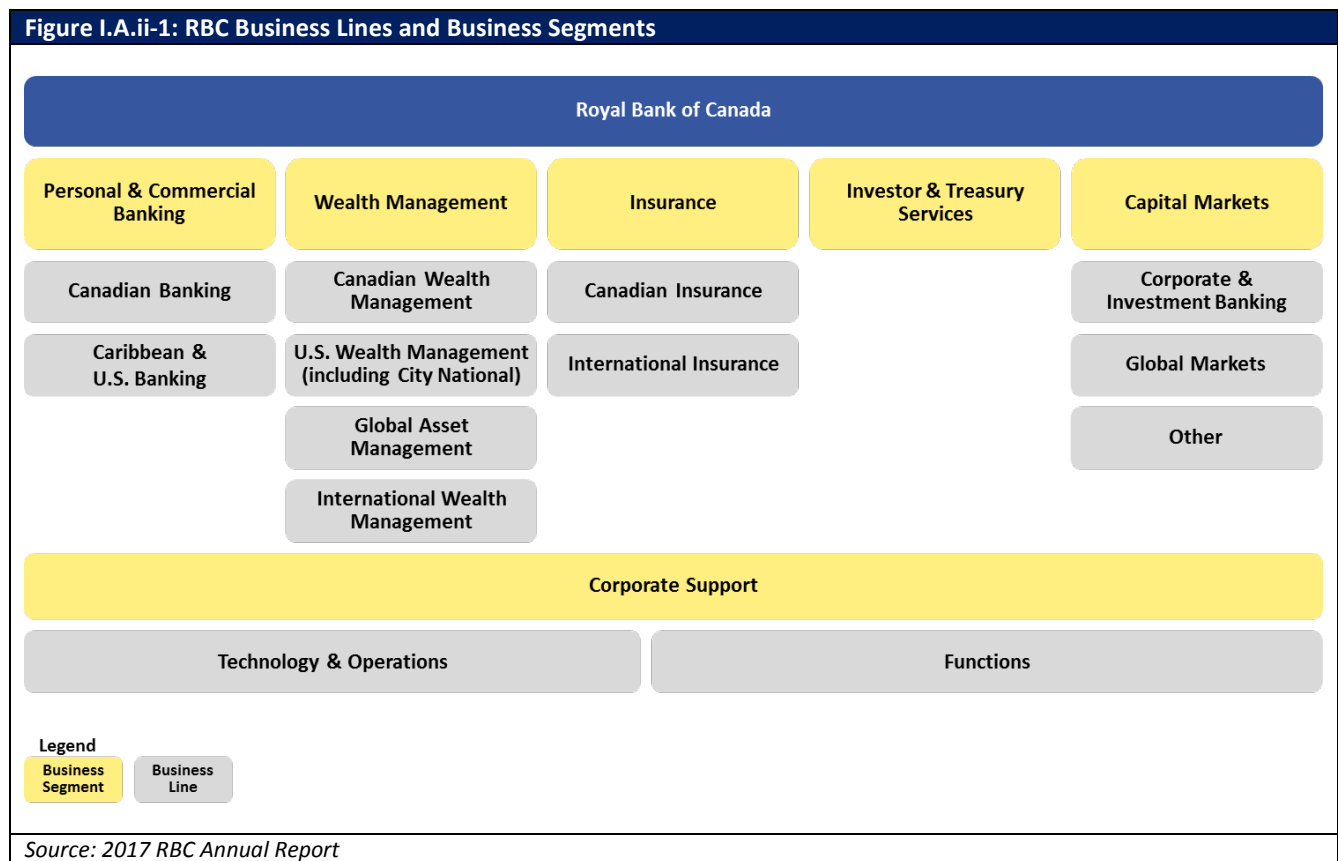 Figure I.A.ii-1: RBC Business Lines and Business Segments
Royal Bank of Canada
Personal & Commercial
Banking
Wealth Management
Insurance
Investor & Treasury
Services
Capital Markets
Canadian Banking
Canadian Wealth
Management
Canadian Insurance
Corporate &
Investment Banking
Caribbean &
U.S. Banking
U.S. Wealth Management
(including City National)
International Insurance
Global Markets
Global Asset
Management
Other
International Wealth
Management
Corporate Support
Technology & Operations
Functions
Legend
Business
Segment
Business
Line
Source: 2017 RBC Annual Report